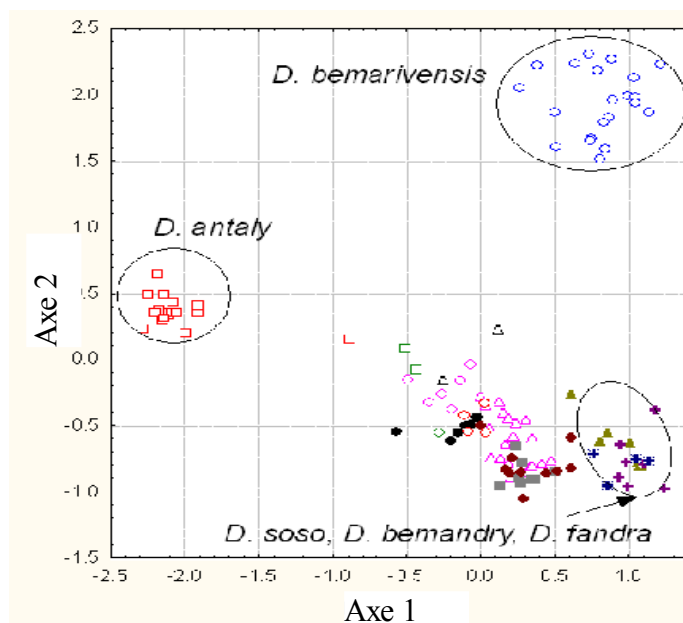 2.5
D. bemarivensis
2.0
1.5
1.0
D. antaly
Axe 2
0.5
0.0
-0.5
-1.0
D. soso, D. bemandry, D. fandra
-1.5
-2.5 -2.0 -1.5 -1.0 -0.5 0.0 0.5 1.0
Axe 1